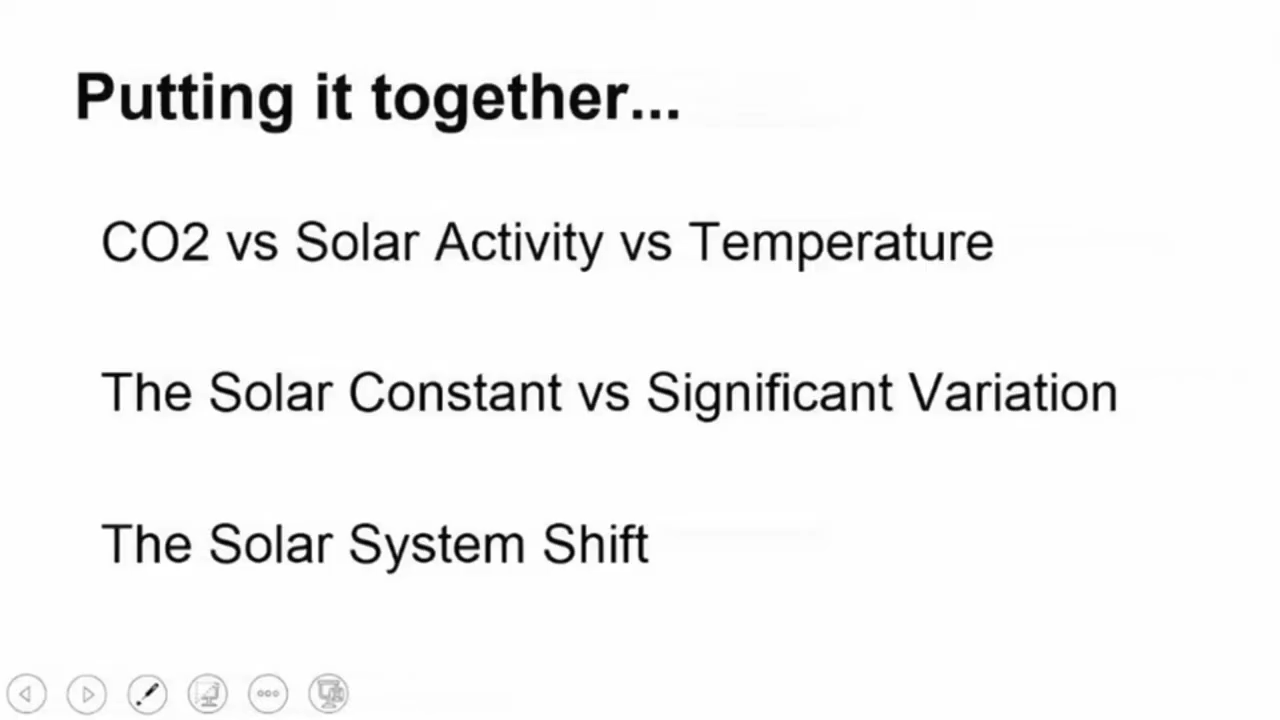 Putting it together...
CO2 vs Solar Activity vs Temperature
The Solar Constant vs Significant Variation
The Solar System Shift